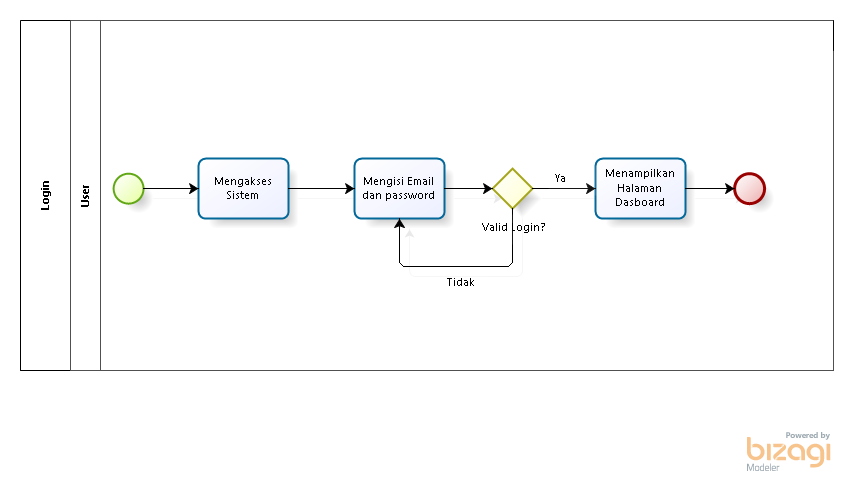 Login
User
Mengakses
Sistem
Mengisi Email
dan password
Valid Login?
Ya
Tidak
Menampilkan
Halaman
Dasboard
Powered by
bizagi
Modeler